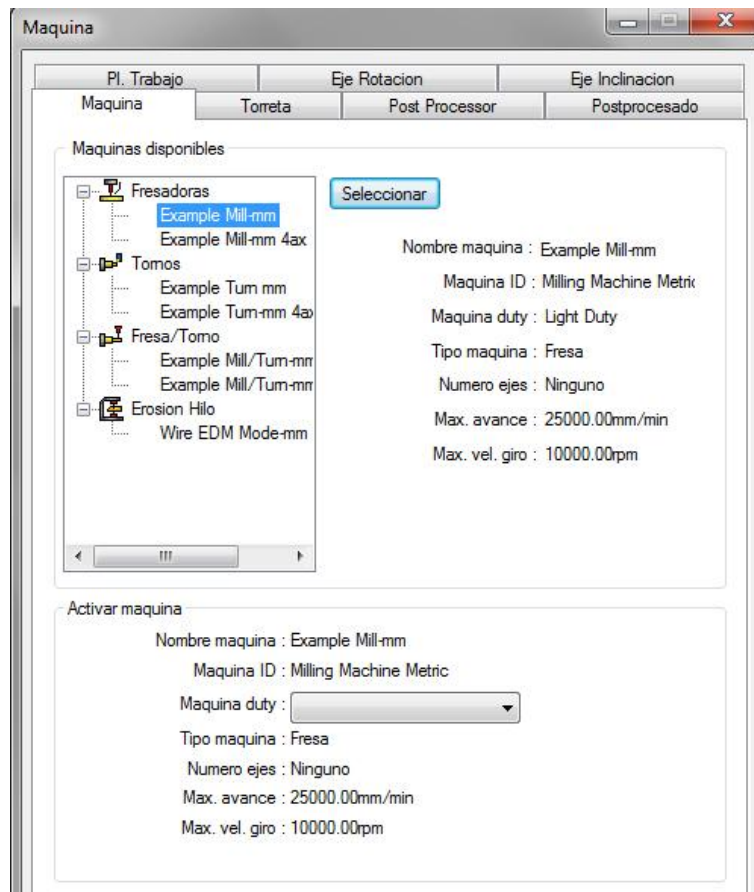 Maquina
Pl. Trabajo Eje Rotacion Eje Inclinacion
Maquina Torreta Post Processor Postprocesado
Maquinas disponibles
Fresadoras
Example Mill-mm
Example Mill-mm 4ax
Tornos
Example Turn mm
Example Turn-mm 4ax
Fresa/Torno
Example Mill/Turn-mm
Example Mill/Turn-mm
Erosion Hilo
Wire EDM Mode-mm
Seleccionar
Nombre maquina : Example Mill-mm
Maquina ID : Milling Machine Metric
Maquina duty : Light Duty
Tipo maquina : Fresa
Numero ejes : Ninguno
Max. avance : 25000.00mm/min
Max. vel. giro : 10000.00rpm
Activar maquina
Nombre maquina : Example Mill-mm
Maquina ID : Milling Machine Metric
Maquina duty :
Tipo maquina : Fresa
Numero ejes : Ninguno
Max. avance : 25000.00mm/min
Max. vel. giro : 10000.00rpm